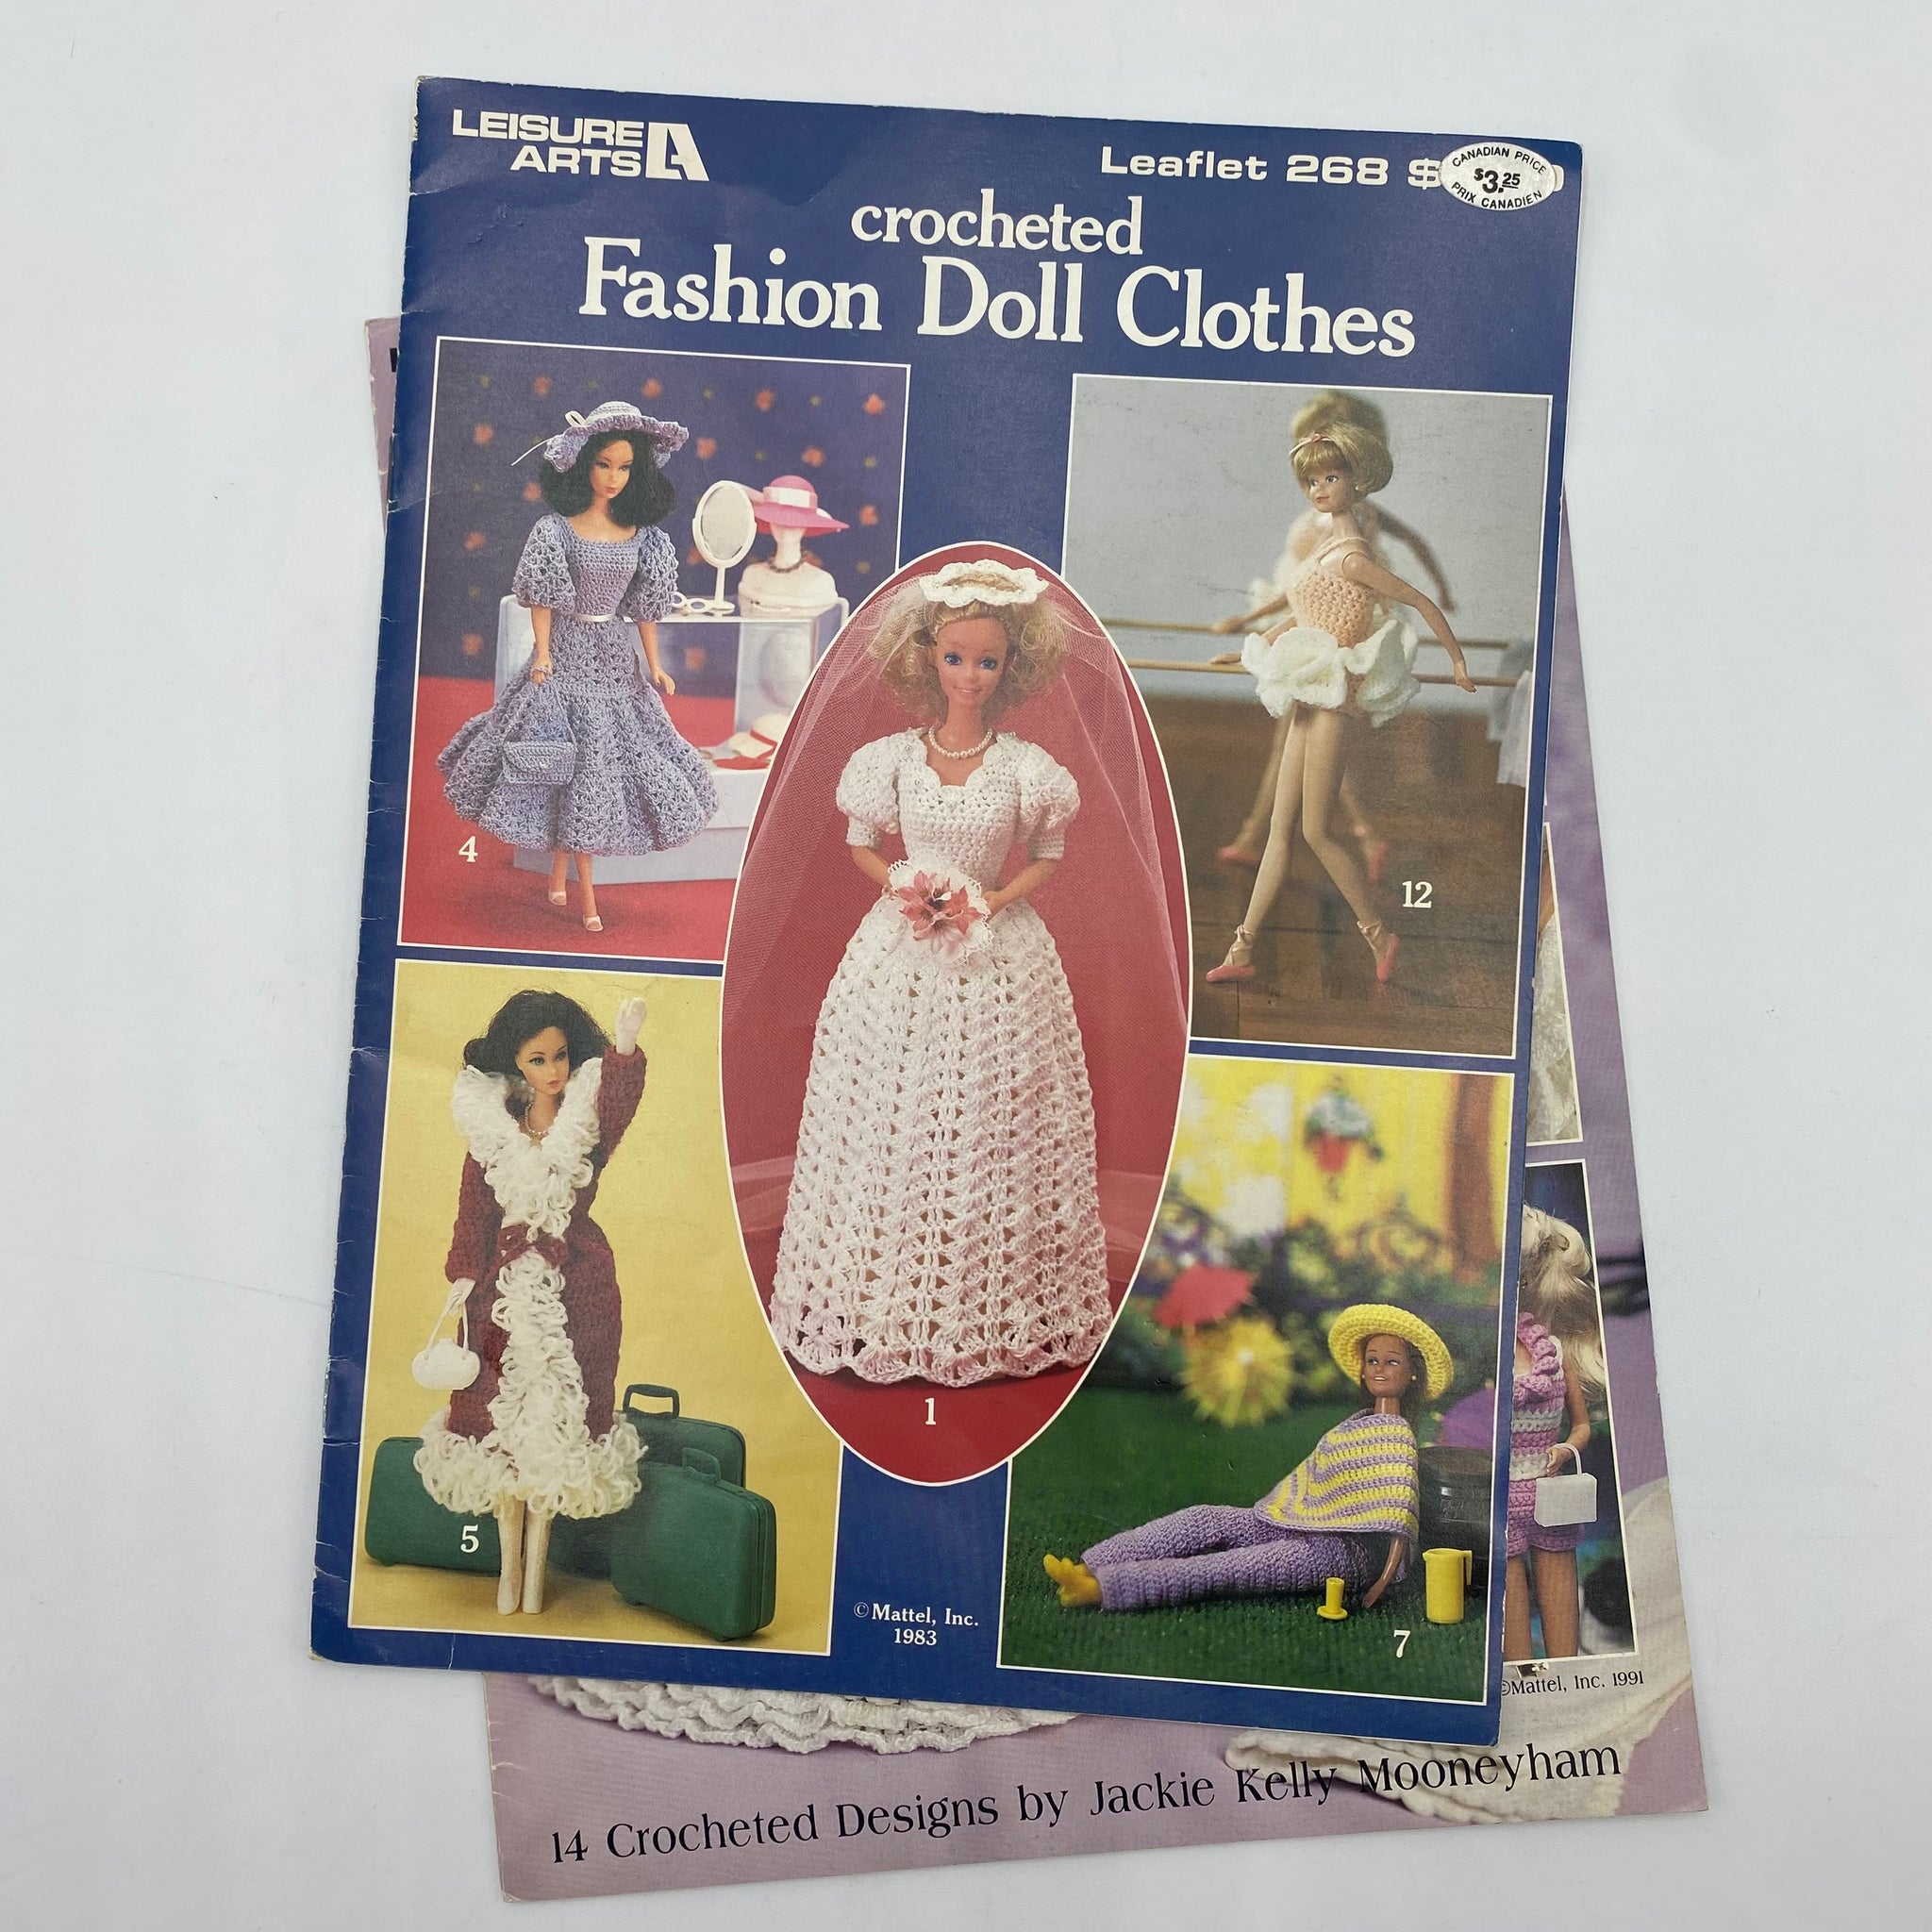 LEISURE
ARTS
Leaflet 268 $
CANADIAN PRICE
$3.25
PRIX CANADIEN
crocheted
Fashion Doll Clothes
4
12
1
5
7
©Mattel, Inc.
1983
©Mattel, Inc. 1991
14 Crocheted Designs by Jackie Kelly Mooneyham